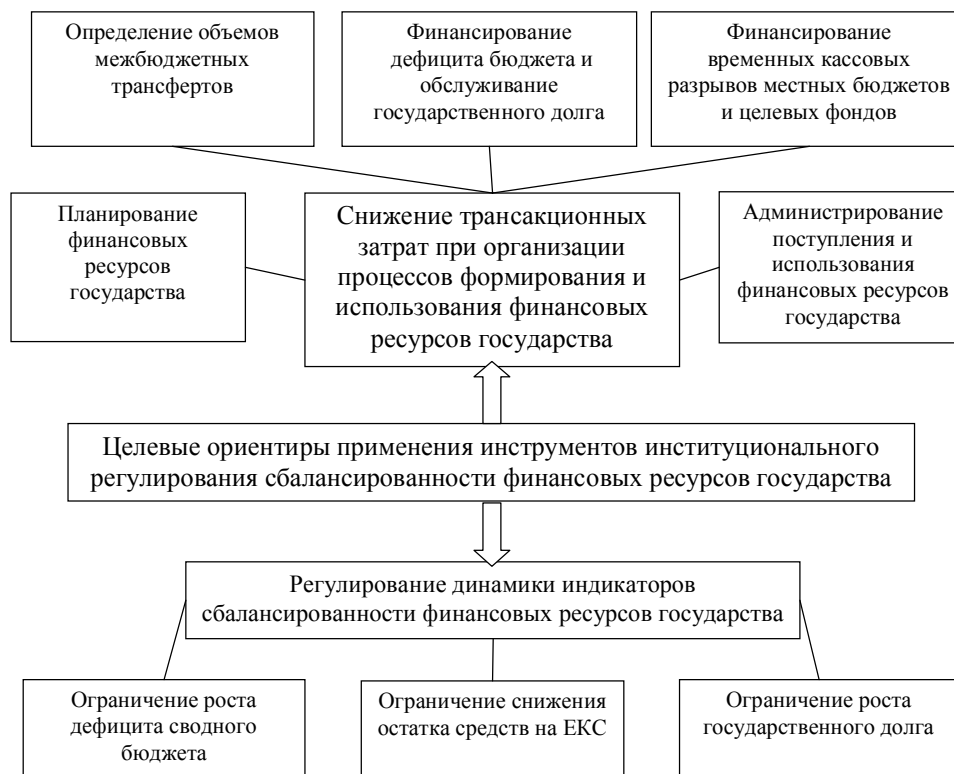 Определение объемов
межбюджетных
трансфертов
Финансирование
дефицита бюджета и
обслуживание
государственного долга
Финансирование
временных кассовых
разрывов местных бюджетов
и целевых фондов
Планирование
финансовых
ресурсов
государства
Снижение трансакционных
затрат при организации
процессов формирования и
использования финансовых
ресурсов государства
Администрирование
поступления и
использования
финансовых ресурсов
государства
Целевые ориентиры применения инструментов институционального
регулирования сбалансированности финансовых ресурсов государства
Регулирование динамики индикаторов
сбалансированности финансовых ресурсов государства
Ограничение роста
дефицита сводного
бюджета
Ограничение снижения
остатка средств на ЕКС
Ограничение роста
государственного долга